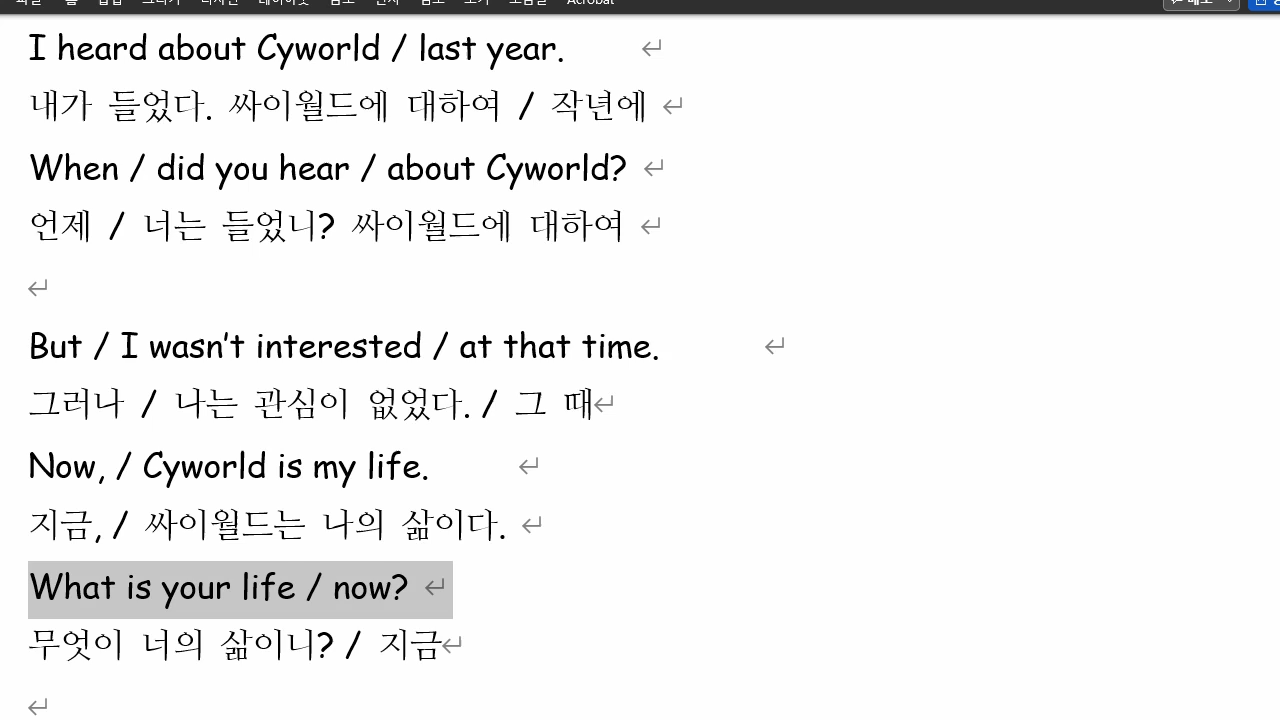 Acrobat
I heard about Cyworld / last year.
내가 들었다. 싸이월드에 대하여 / 작년에
When / did you hear / about Cyworld?
언제 / 너는 들었니? 싸이월드에 대하여
But / I wasn't interested / at that time.
그러나 / 나는 관심이 없었다. / 그 때
Now, / Cyworld is my life.
지금, / 싸이월드는 나의 삶이다.
What is your life / now?
무엇이 너의 삶이니? / 지금